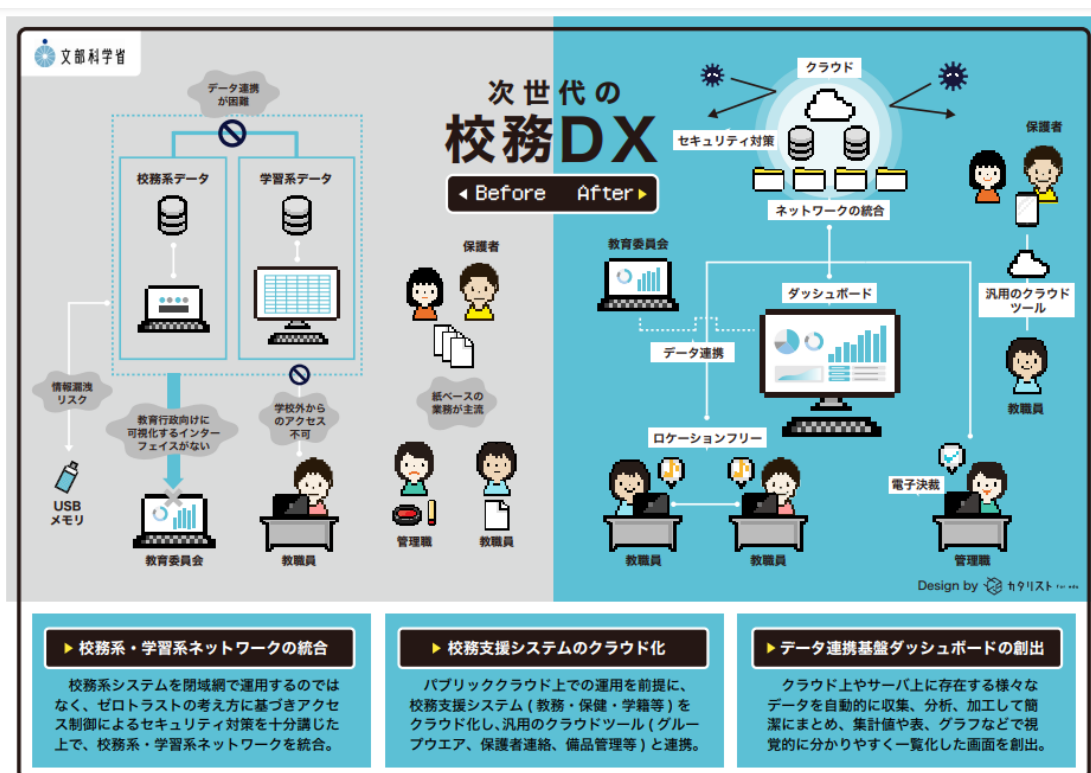 文部科学省
次世代の
校務DX
Before After
データ連携
が困難
校務系データ
学習系データ
情報漏洩
リスク
教育行政向けに
可視化するインター
フェイスがない
学校外から
のアクセス
不可
USB
メモリ
教育委員会
教職員
保護者
紙ベースの
業務が主流
管理職
教職員
クラウド
セキュリティ対策
ネットワークの統合
保護者
教育委員会
ダッシュボード
汎用のクラウド
ツール
データ連携
教職員
ロケーションフリー
電子決裁
教職員
教職員
管理職
Design by カタリスト
校務系・学習系ネットワークの統合
校務系システムを閉域網で運用するのでは
なく、ゼロトラストの考え方に基づきアクセ
ス制御によるセキュリティ対策を十分講じた
上で、校務系・学習系ネットワークを統合。
校務支援システムのクラウド化
パブリッククラウド上での運用を前提に、
校務支援システム(教務・保健・学籍等)を
クラウド化し、汎用のクラウドツール(グルー
プウエア、保護者連絡、備品管理等)と連携。
データ連携基盤ダッシュボードの創出
クラウド上やサーバ上に存在する様々な
データを自動的に収集、分析、加工して簡
潔にまとめ、集計値や表、グラフなどで視
覚的に分かりやすく一覧化した画面を創出。